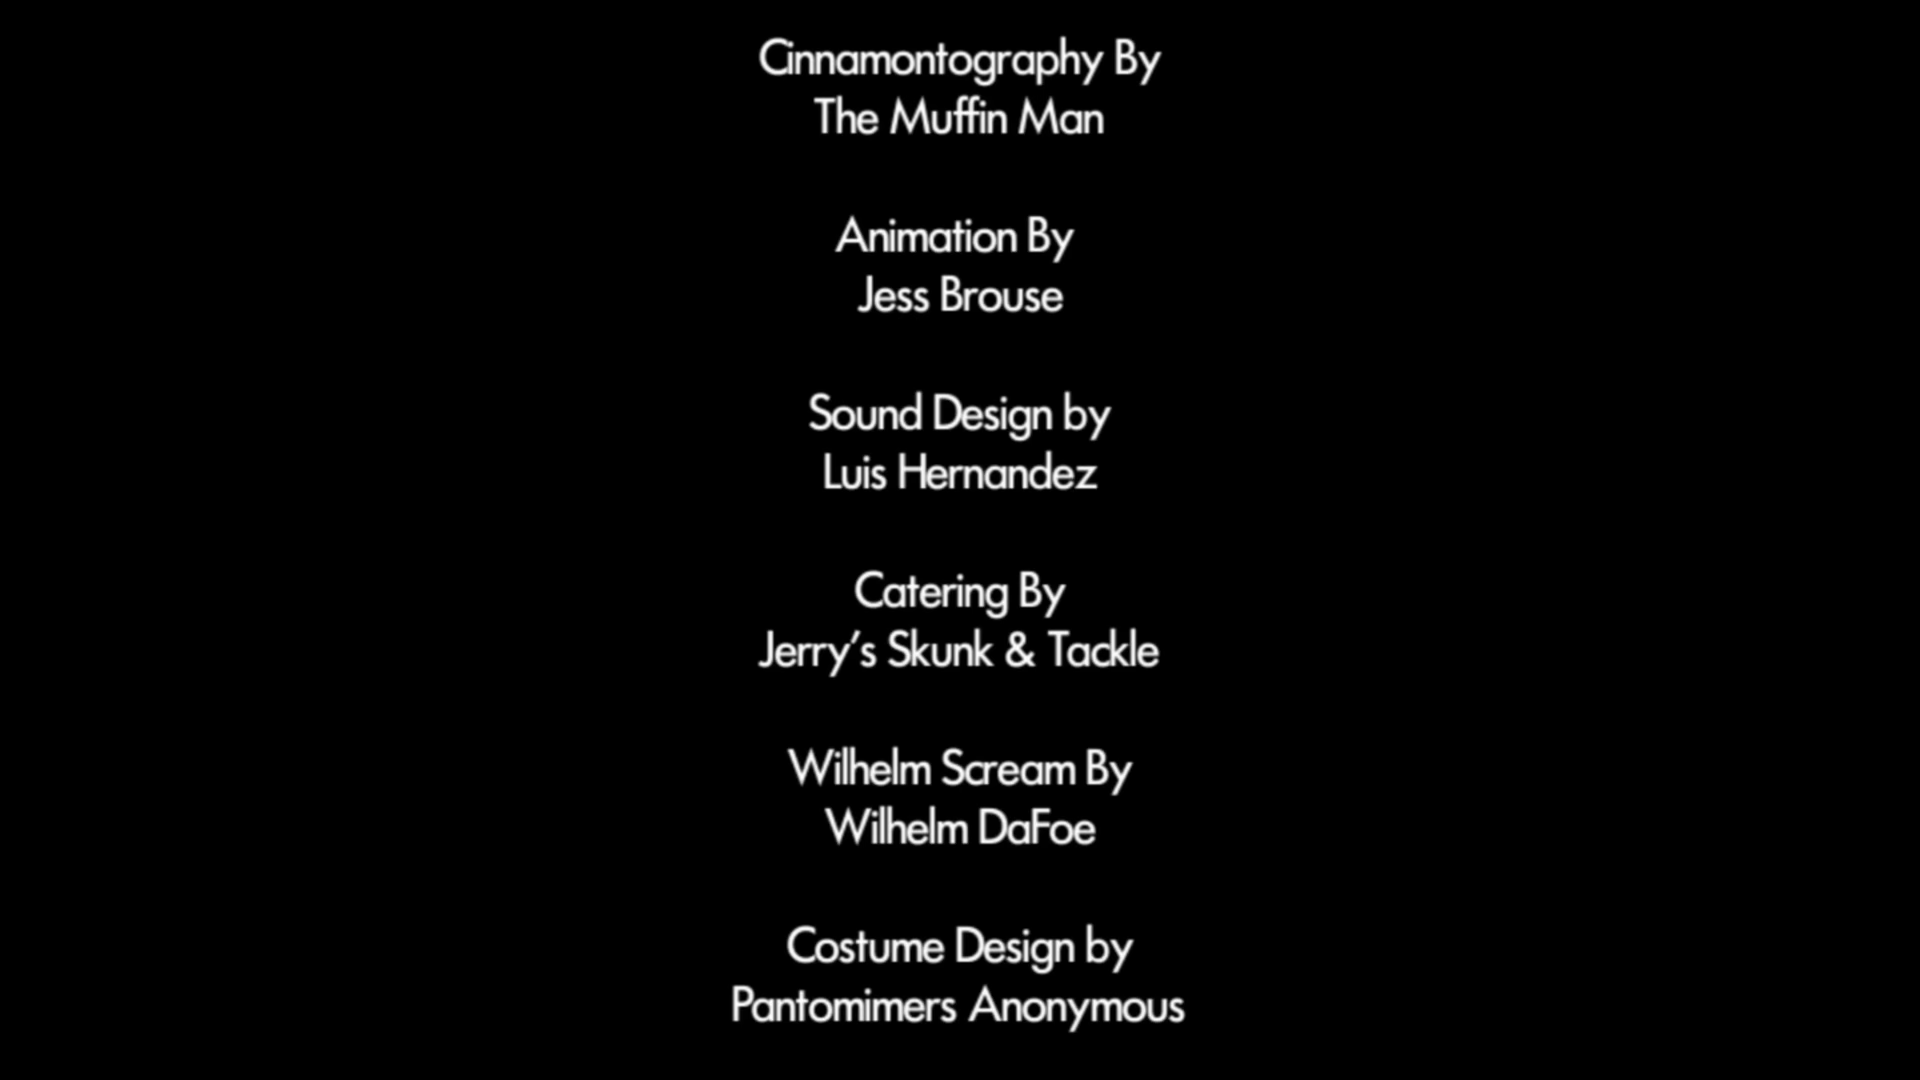 Cinnamontography By
The Muffin Man
Animation By
Jess Brouse
Sound Design by
Luis Hernandez
Catering By
Jerry’s Skunk & Tackle
Wilhelm Scream By
Wilhelm DaFoe
Costume Design by
Pantomimers Anonymous